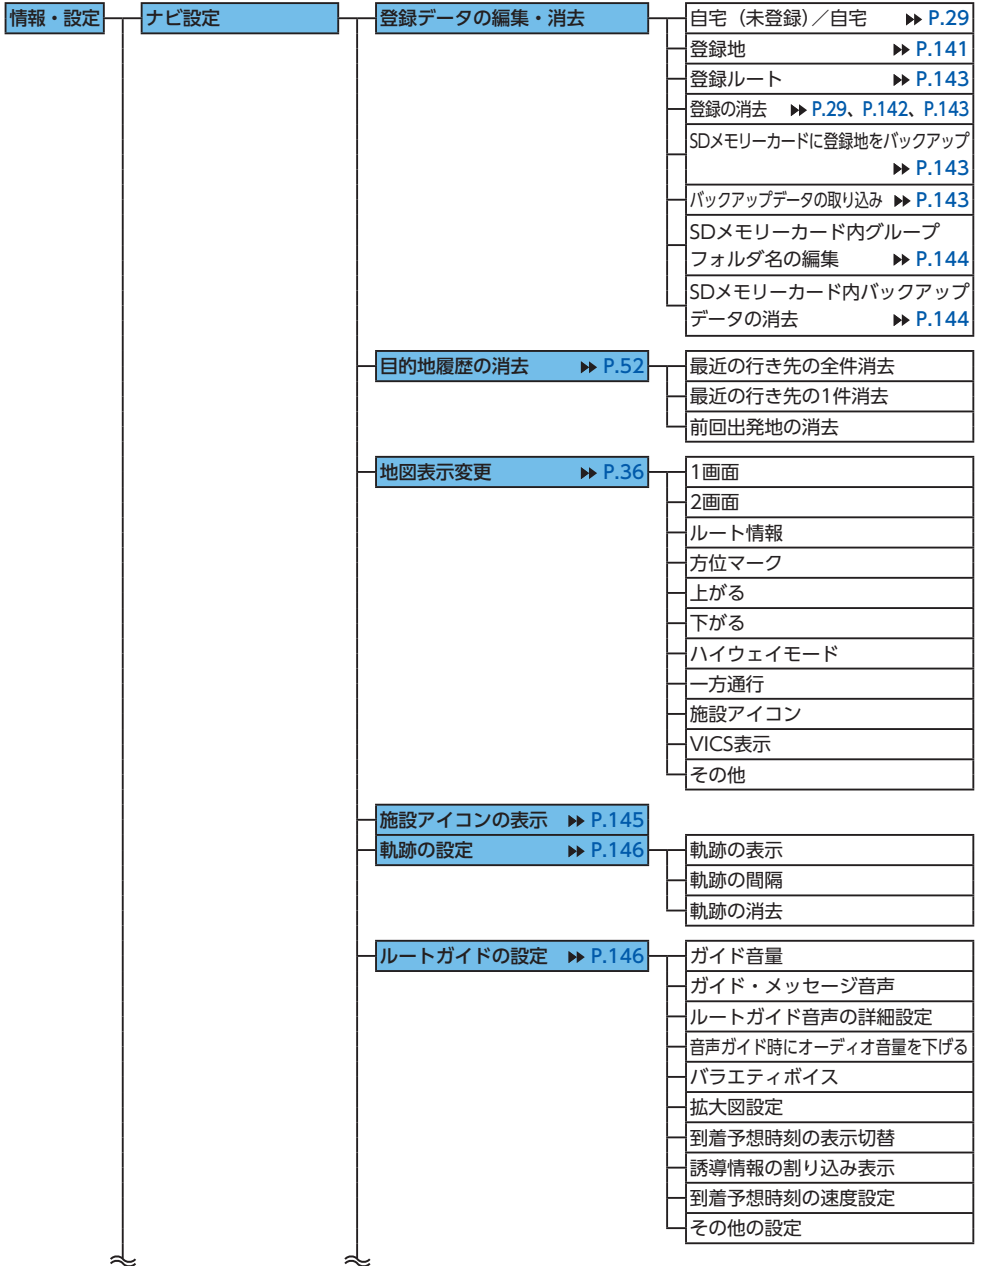 情報・設定
ナビ設定
登録データの編集・消去
自宅（未登録）／自宅 P.29
登録地 P.141
登録ルート P.143
登録の消去 P.29、P.142、P.143
SDメモリーカードに登録地をバックアップ
P.143
バックアップデータの取り込み P.143
SDメモリーカード内グループ
フォルダ名の編集 P.144
SDメモリーカード内バックアップ
データの消去 P.144
目的地履歴の消去 P.52
最近の行き先の全件消去
最近の行き先の1件消去
前回出発地の消去
地図表示変更 P.36
1画面
2画面
ルート情報
方位マーク
上がる
下がる
ハイウェイモード
一方通行
施設アイコン
VICS表示
その他
施設アイコンの表示 P.145
軌跡の設定 P.146
軌跡の表示
軌跡の間隔
軌跡の消去
ルートガイドの設定 P.146
ガイド音量
ガイド・メッセージ音声
ルートガイド音声の詳細設定
音声ガイド時にオーディオ音量を下げる
バラエティボイス
拡大図設定
到着予想時刻の表示切替
誘導情報の割り込み表示
到着予想時刻の速度設定
その他の設定